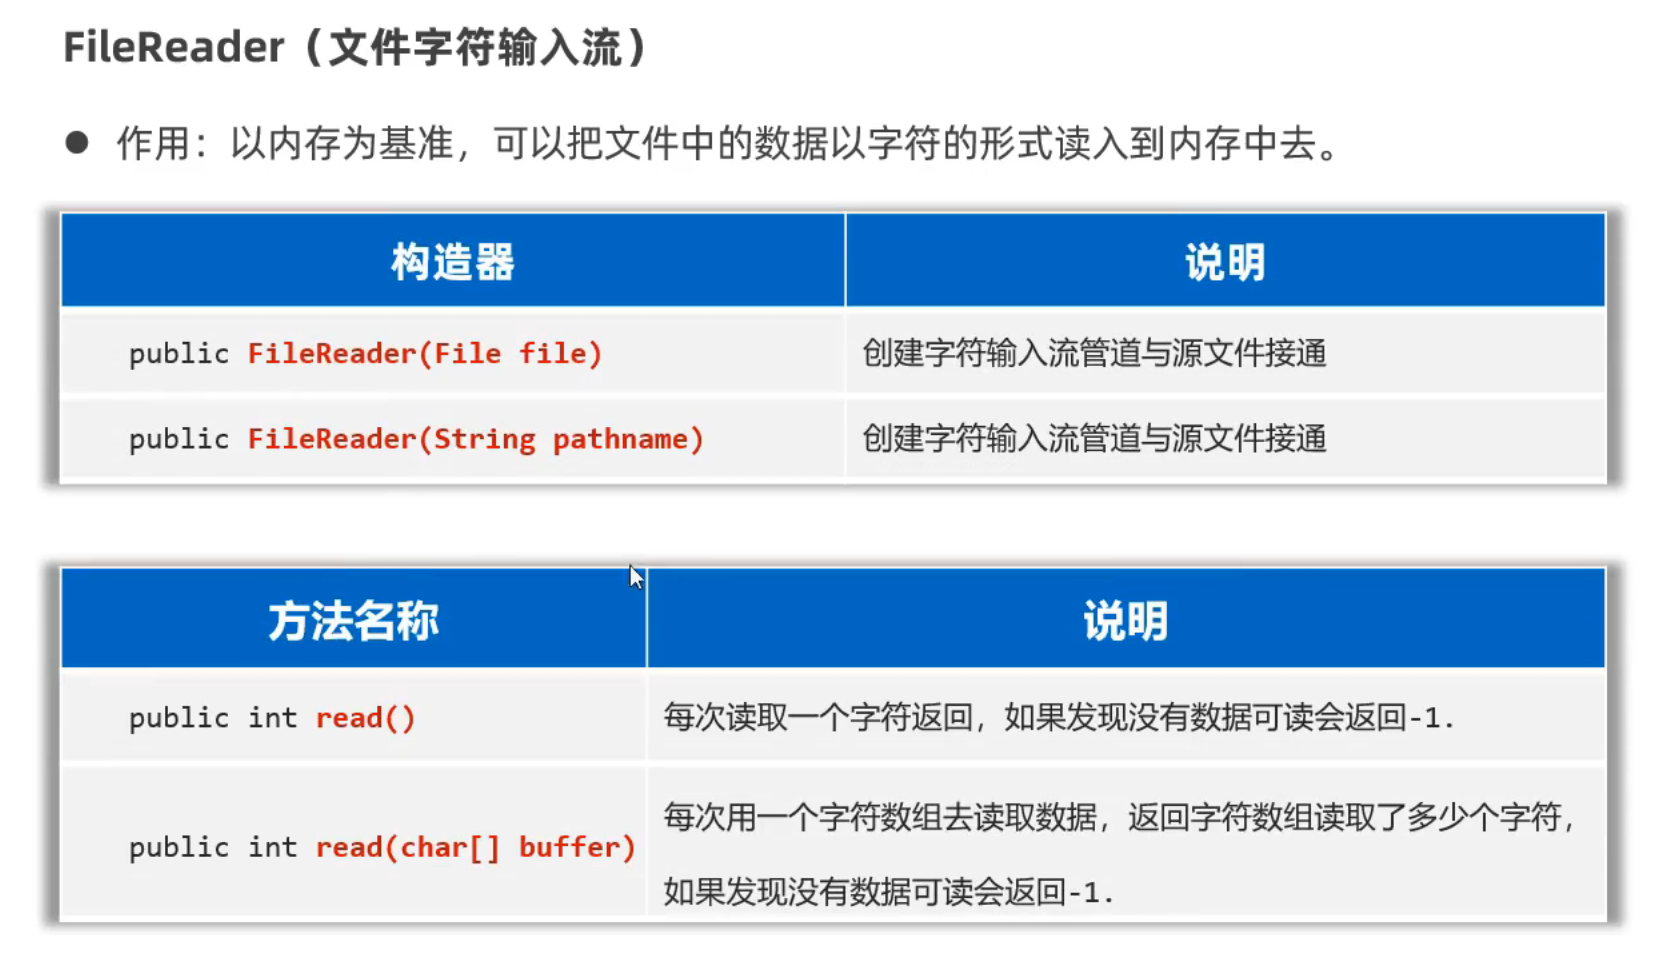 FileReader（文件字符输入流）
● 作用：以内存为基准，可以把文件中的数据以字符的形式读入到内存中去。
构造器 说明
public FileReader(File file) 创建字符输入流管道与源文件接通
public FileReader(String pathname) 创建字符输入流管道与源文件接通
方法名称 说明
public int read() 每次读取一个字符返回，如果发现没有数据可读会返回-1.
public int read(char[] buffer) 每次用一个字符数组去读取数据，返回字符数组读取了多少个字符，
如果发现没有数据可读会返回-1.